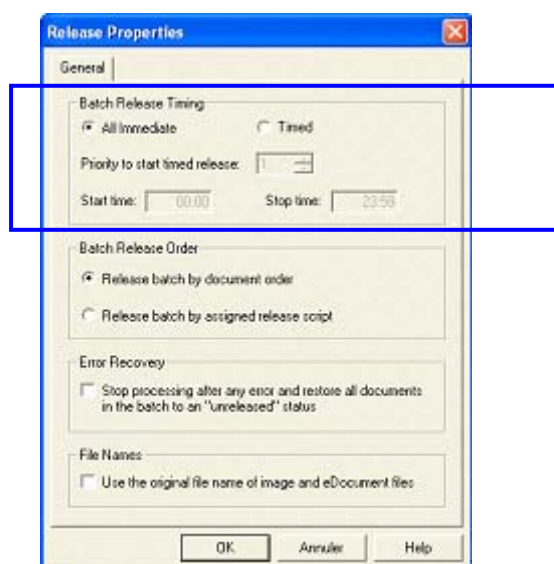 Release Properties
General
Batch Release Timing
All Immediate Timed
Priority to start timed release: 1
Start time: 00:00 Stop time: 23:59
Batch Release Order
Release batch by document order
Release batch by assigned release script
Error Recovery
Stop processing after any error and restore all documents
in the batch to an "unreleased" status
File Names
Use the original file name of image and eDocument files
OK Annuler Help